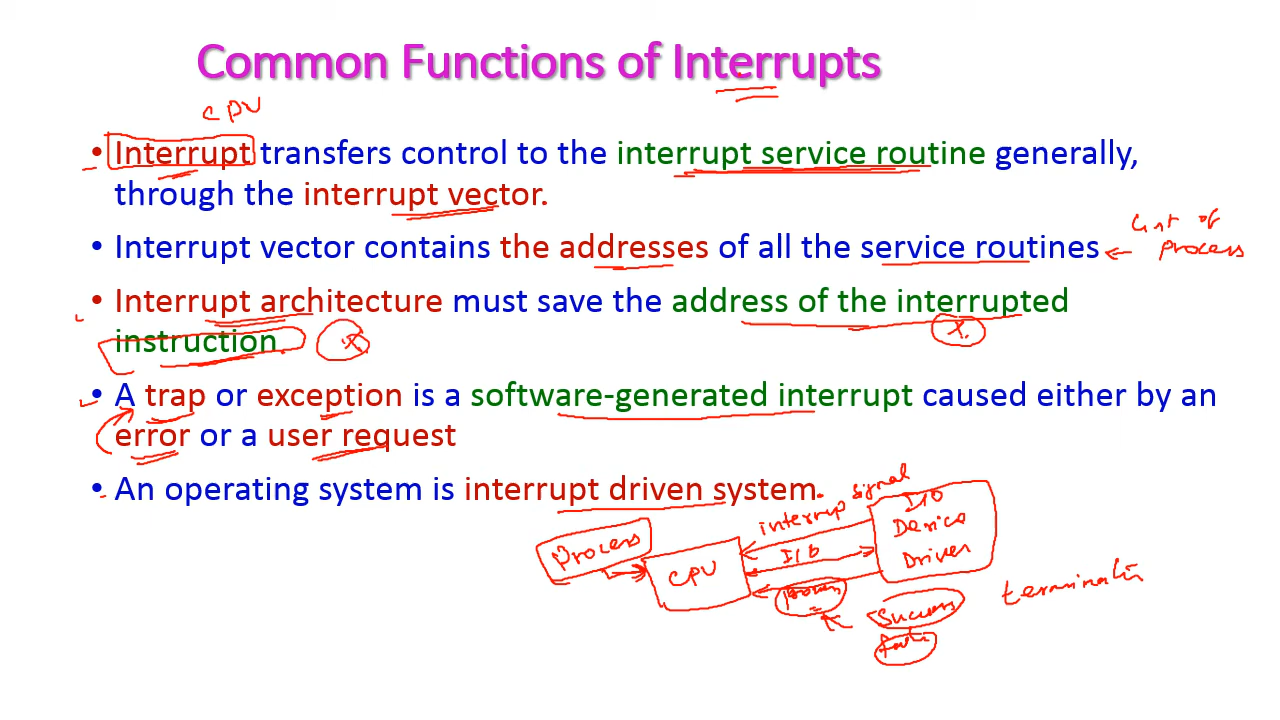 Common Functions of Interrupts
CPU
• Interrupt transfers control to the interrupt service routine generally,
through the interrupt vector.
• Interrupt vector contains the addresses of all the service routines
List of
process
• Interrupt architecture must save the address of the interrupted
instruction.
• A trap or exception is a software-generated interrupt caused either by an
error or a user request
• An operating system is interrupt driven system.
interrup signal
I/O
Device
Driver
Process
CPU
I/O
process
Success
terminatin